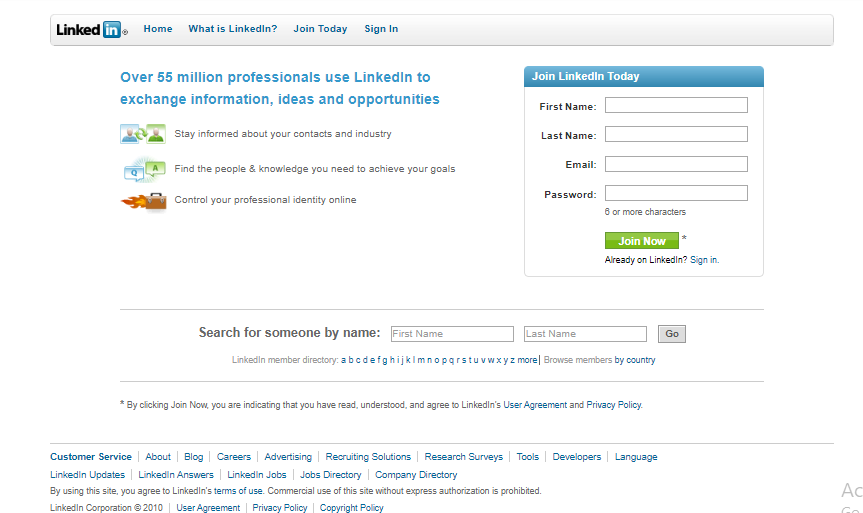 Linked in® Home What is LinkedIn? Join Today Sign In
Over 55 million professionals use LinkedIn to
exchange information, ideas and opportunities
Stay informed about your contacts and industry
Q A Find the people & knowledge you need to achieve your goals
Control your professional identity online
Join LinkedIn Today
First Name:
Last Name:
Email:
Password:
6 or more characters
Join Now *
Already on LinkedIn? Sign in.
Search for someone by name: First Name Last Name Go
LinkedIn member directory: a b c d e f g h i j k l m n o p q r s t u v w x y z more| Browse members by country
* By clicking Join Now, you are indicating that you have read, understood, and agree to LinkedIn's User Agreement and Privacy Policy.
Customer Service | About | Blog | Careers | Advertising | Recruiting Solutions | Research Surveys | Tools | Developers | Language
LinkedIn Updates | LinkedIn Answers | LinkedIn Jobs | Jobs Directory | Company Directory
By using this site, you agree to LinkedIn's terms of use. Commercial use of this site without express authorization is prohibited.
LinkedIn Corporation © 2010 | User Agreement | Privacy Policy | Copyright Policy
Ac